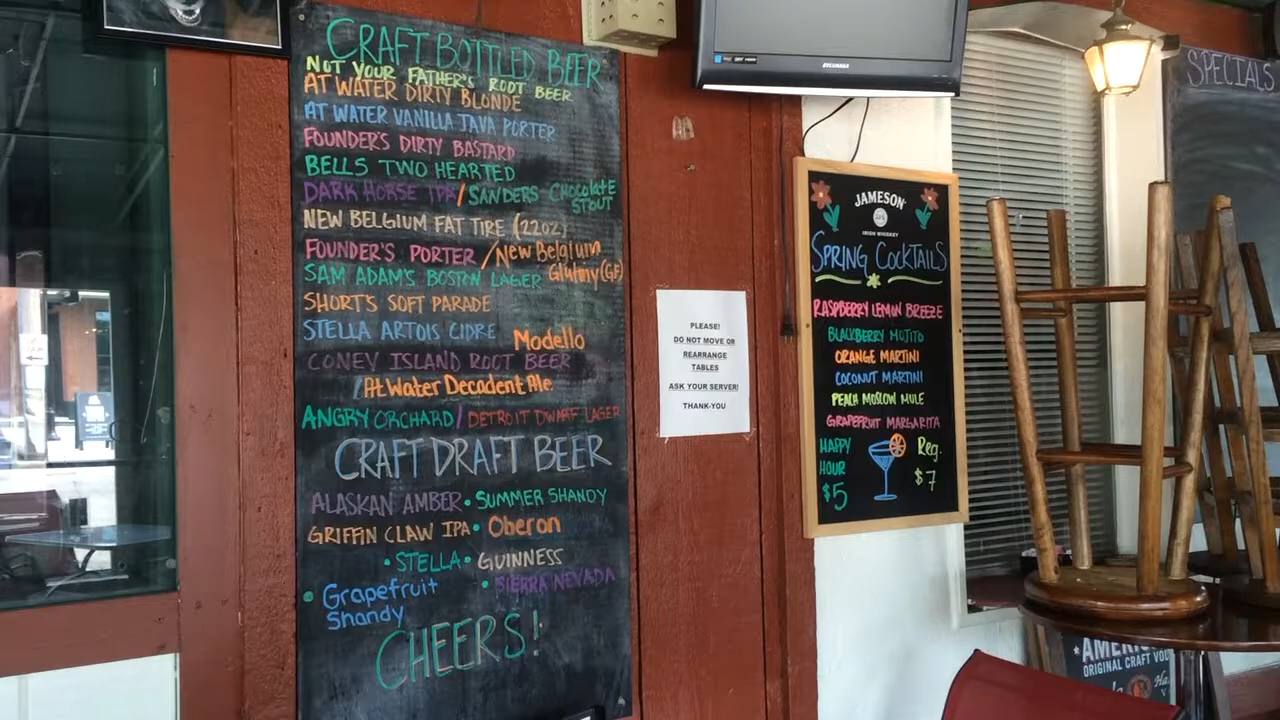 CRAFT BOTTLED BEER
NOT YOUR FATHER'S ROOT BEER
AT WATER DIRTY BLONDE
AT WATER VANILLA JAVA PORTER
FOUNDER'S DIRTY BASTARD
BELLS TWO HEARTED
DARK HORSE IPA/SANDERS CHOCOLATE
STOUT
NEW BELGIUM FAT TIRE (22OZ)
FOUNDER'S PORTER /New Belgium
Glutiny(GF)
SAM ADAM'S BOSTON LAGER
SHORT'S SOFT PARADE
STELLA ARTOIS CIDRE
Modello
CONEY ISLAND ROOT BEER
/At Water Decadent Ale
ANGRY ORCHARD/DETROIT DWARF LAGER
CRAFT DRAFT BEER
ALASKAN AMBER • SUMMER SHANDY
GRIFFIN CLAW IPA • Oberon
• STELLA • GUINNESS
• Grapefruit
Shandy
• SIERRA NEVADA
CHEERS!
PLEASE!
DO NOT MOVE OR
REARRANGE
TABLES
ASK YOUR SERVER!
THANK-YOU
SYLVANIA
JAMESON
IRISH WHISKEY
SPRING COCKTAILS
RASPBERRY LEMON BREEZE
BLACKBERRY MOJITO
ORANGE MARTINI
COCONUT MARTINI
PEACH MOSCOW MULE
GRAPEFRUIT MARGARITA
HAPPY
HOUR
$5
Reg.
$7
SPECIALS
*AMERIC
ORIGINAL CRAFT VOD